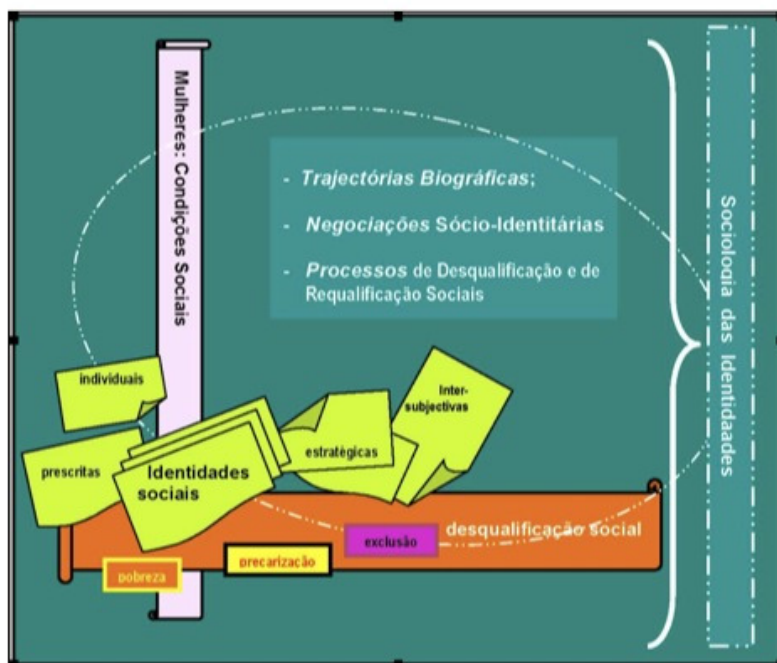 Mulheres: Condições Sociais
- Trajectórias Biográficas;
- Negociações Sócio-Identitárias
- Processos de Desqualificação e de
Requalificação Sociais
Sociologia das Identidaades
individuais
prescritas
Identidades
sociais
estratégicas
Inter-
subjectivas
desqualificação social
exclusão
precarização
pobreza